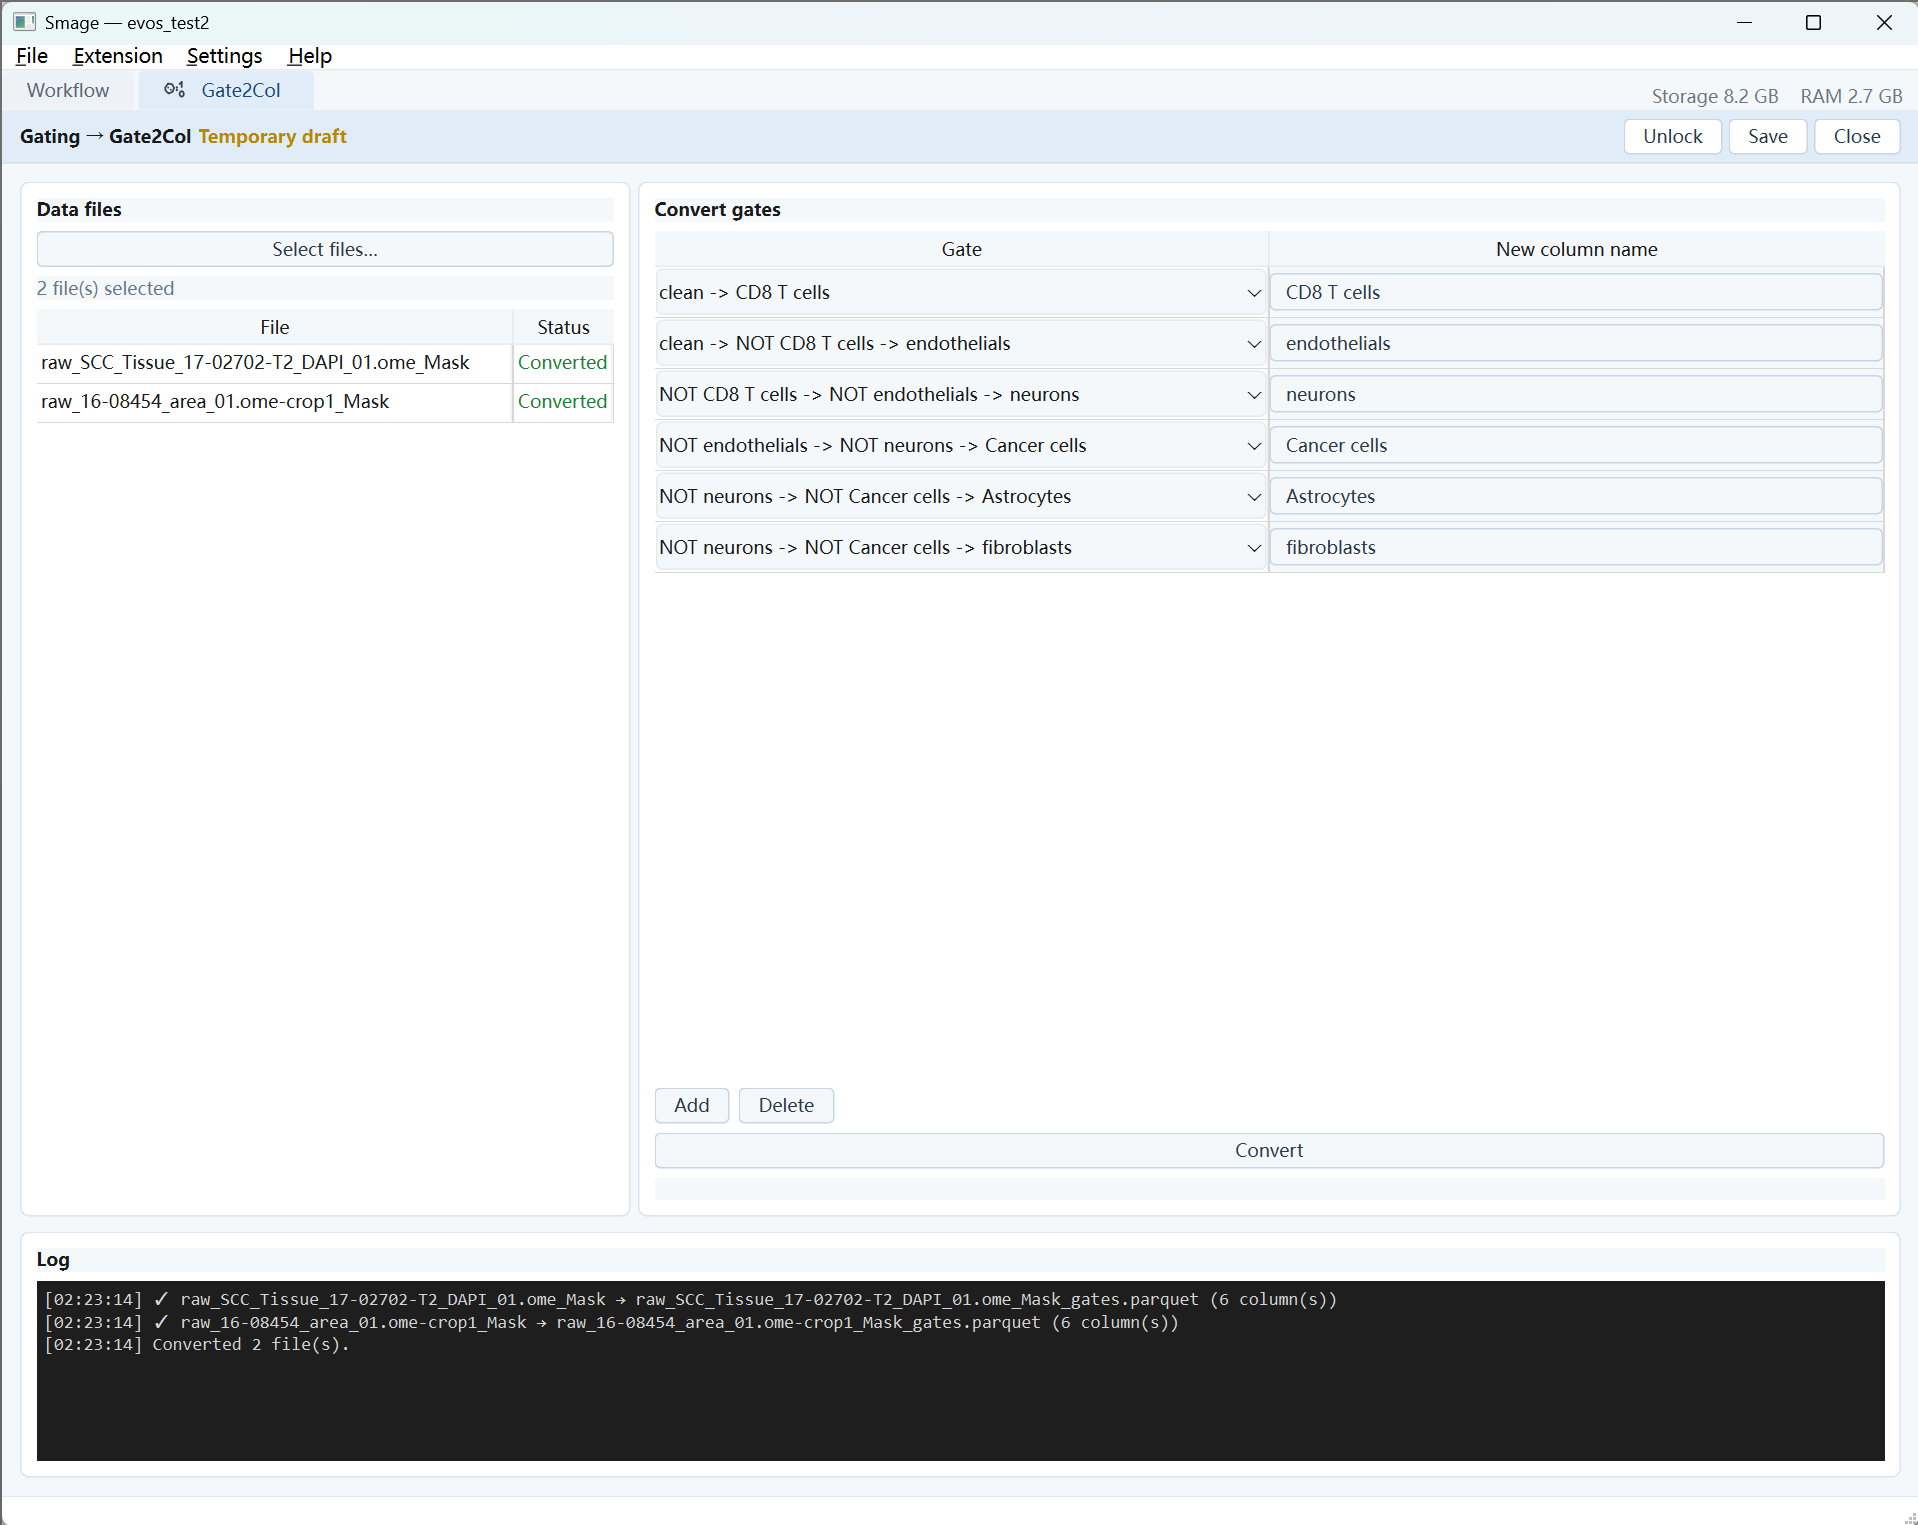 Smage — evos_test2
File Extension Settings Help
Workflow Gate2Col
Storage 8.2 GB RAM 2.7 GB
Gating → Gate2Col Temporary draft
Unlock Save Close
Data files
Select files...
2 file(s) selected
File Status
raw_SCC_Tissue_17-02702-T2_DAPI_01.ome_Mask Converted
raw_16-08454_area_01.ome-crop1_Mask Converted
Convert gates
Gate New column name
clean -> CD8 T cells CD8 T cells
clean -> NOT CD8 T cells -> endothelials endothelials
NOT CD8 T cells -> NOT endothelials -> neurons neurons
NOT endothelials -> NOT neurons -> Cancer cells Cancer cells
NOT neurons -> NOT Cancer cells -> Astrocytes Astrocytes
NOT neurons -> NOT Cancer cells -> fibroblasts fibroblasts
Add Delete
Convert
Log
[02:23:14] ✓ raw_SCC_Tissue_17-02702-T2_DAPI_01.ome_Mask → raw_SCC_Tissue_17-02702-T2_DAPI_01.ome_Mask_gates.parquet (6 column(s))
[02:23:14] ✓ raw_16-08454_area_01.ome-crop1_Mask → raw_16-08454_area_01.ome-crop1_Mask_gates.parquet (6 column(s))
[02:23:14] Converted 2 file(s).